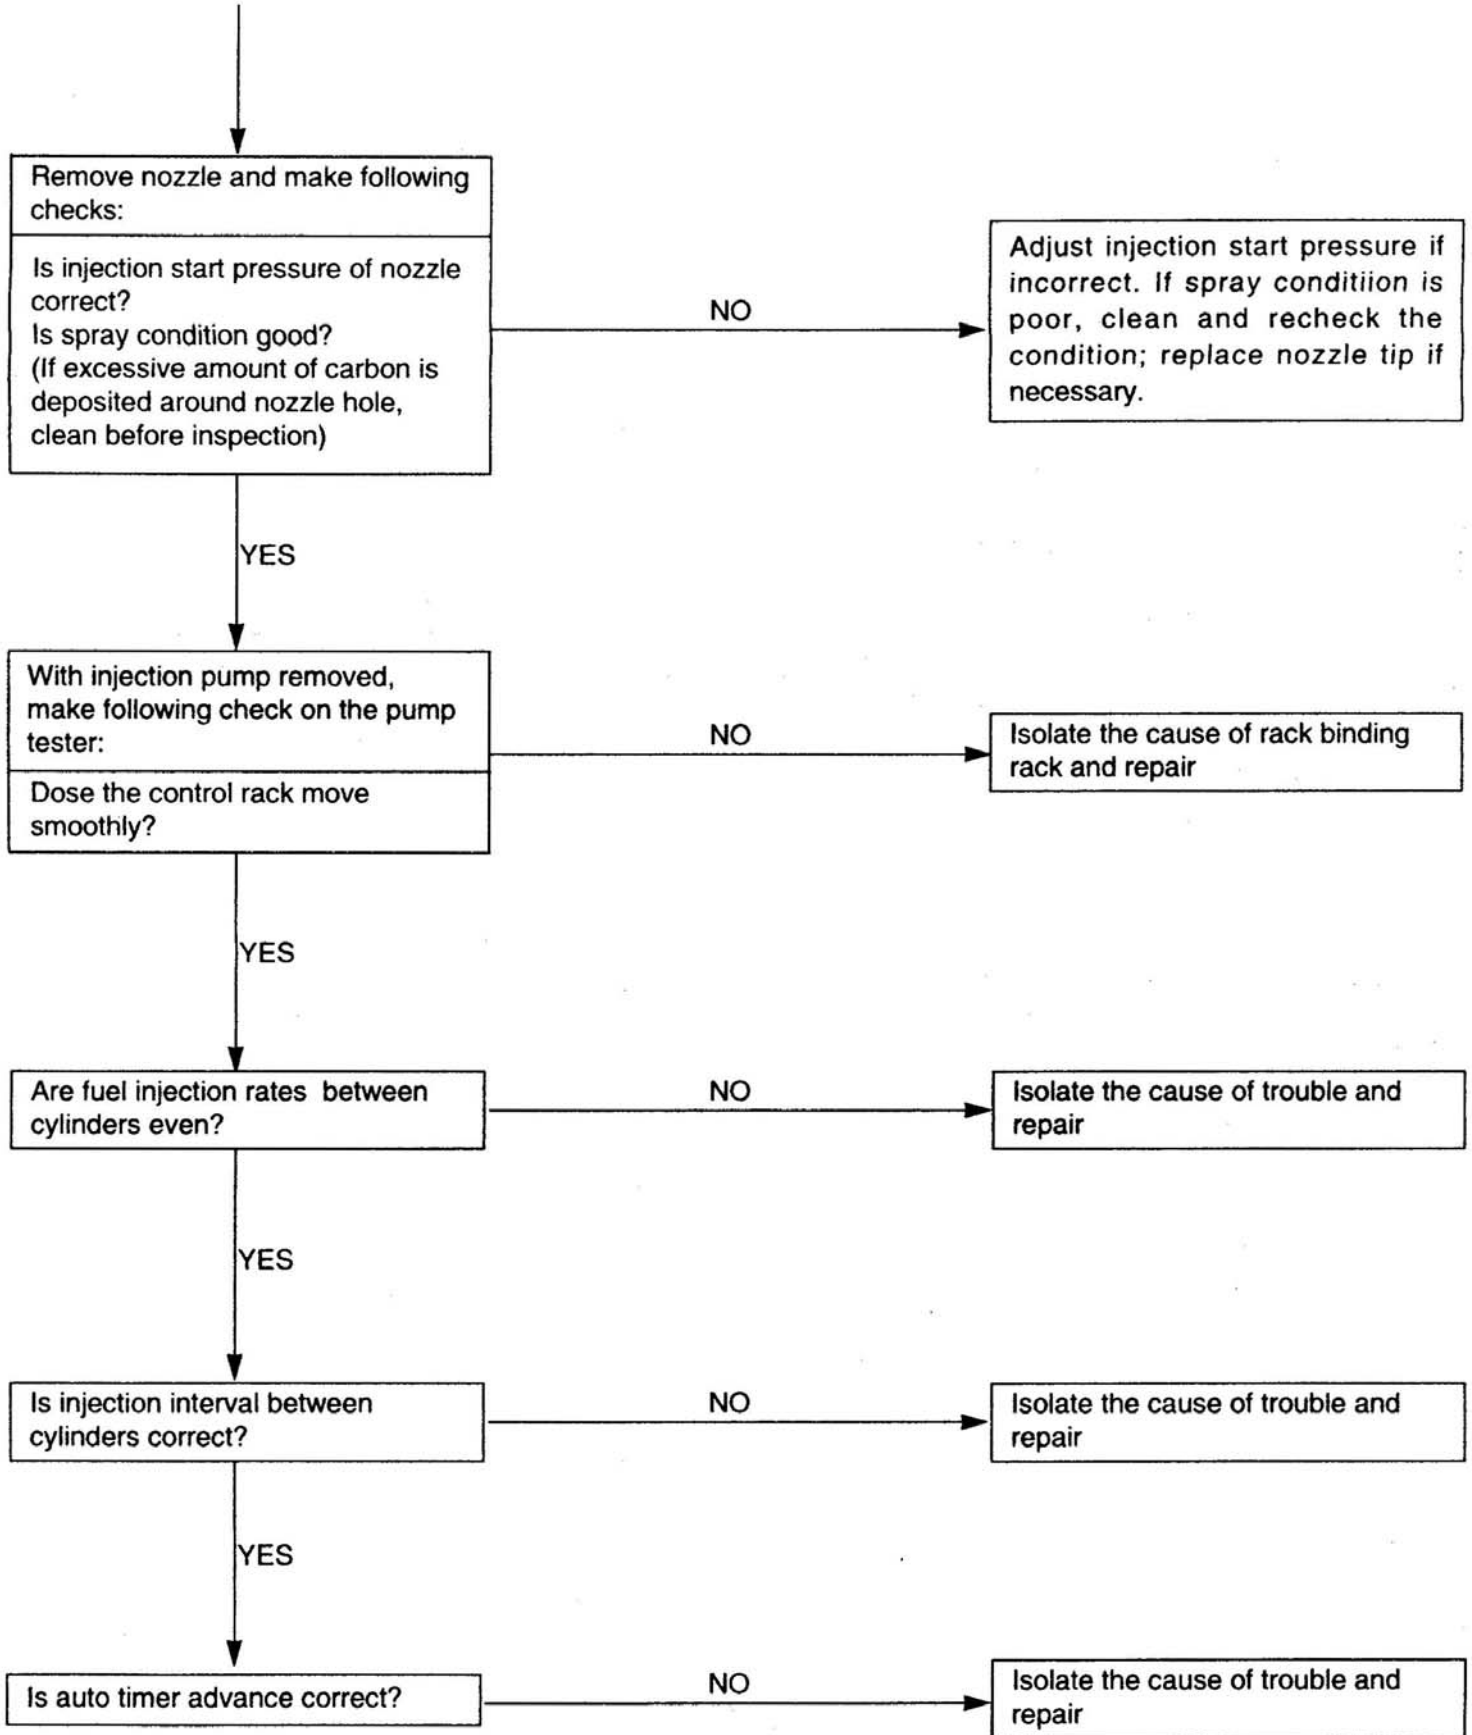 Remove nozzle and make following
checks:
Is injection start pressure of nozzle
correct?
Is spray condition good?
(If excessive amount of carbon is
deposited around nozzle hole,
clean before inspection)
NO
Adjust injection start pressure if
incorrect. If spray conditiion is
poor, clean and recheck the
condition; replace nozzle tip if
necessary.
YES
With injection pump removed,
make following check on the pump
tester:
Dose the control rack move
smoothly?
NO
Isolate the cause of rack binding
rack and repair
YES
Are fuel injection rates between
cylinders even?
NO
Isolate the cause of trouble and
repair
YES
Is injection interval between
cylinders correct?
NO
Isolate the cause of trouble and
repair
YES
Is auto timer advance correct?
NO
Isolate the cause of trouble and
repair